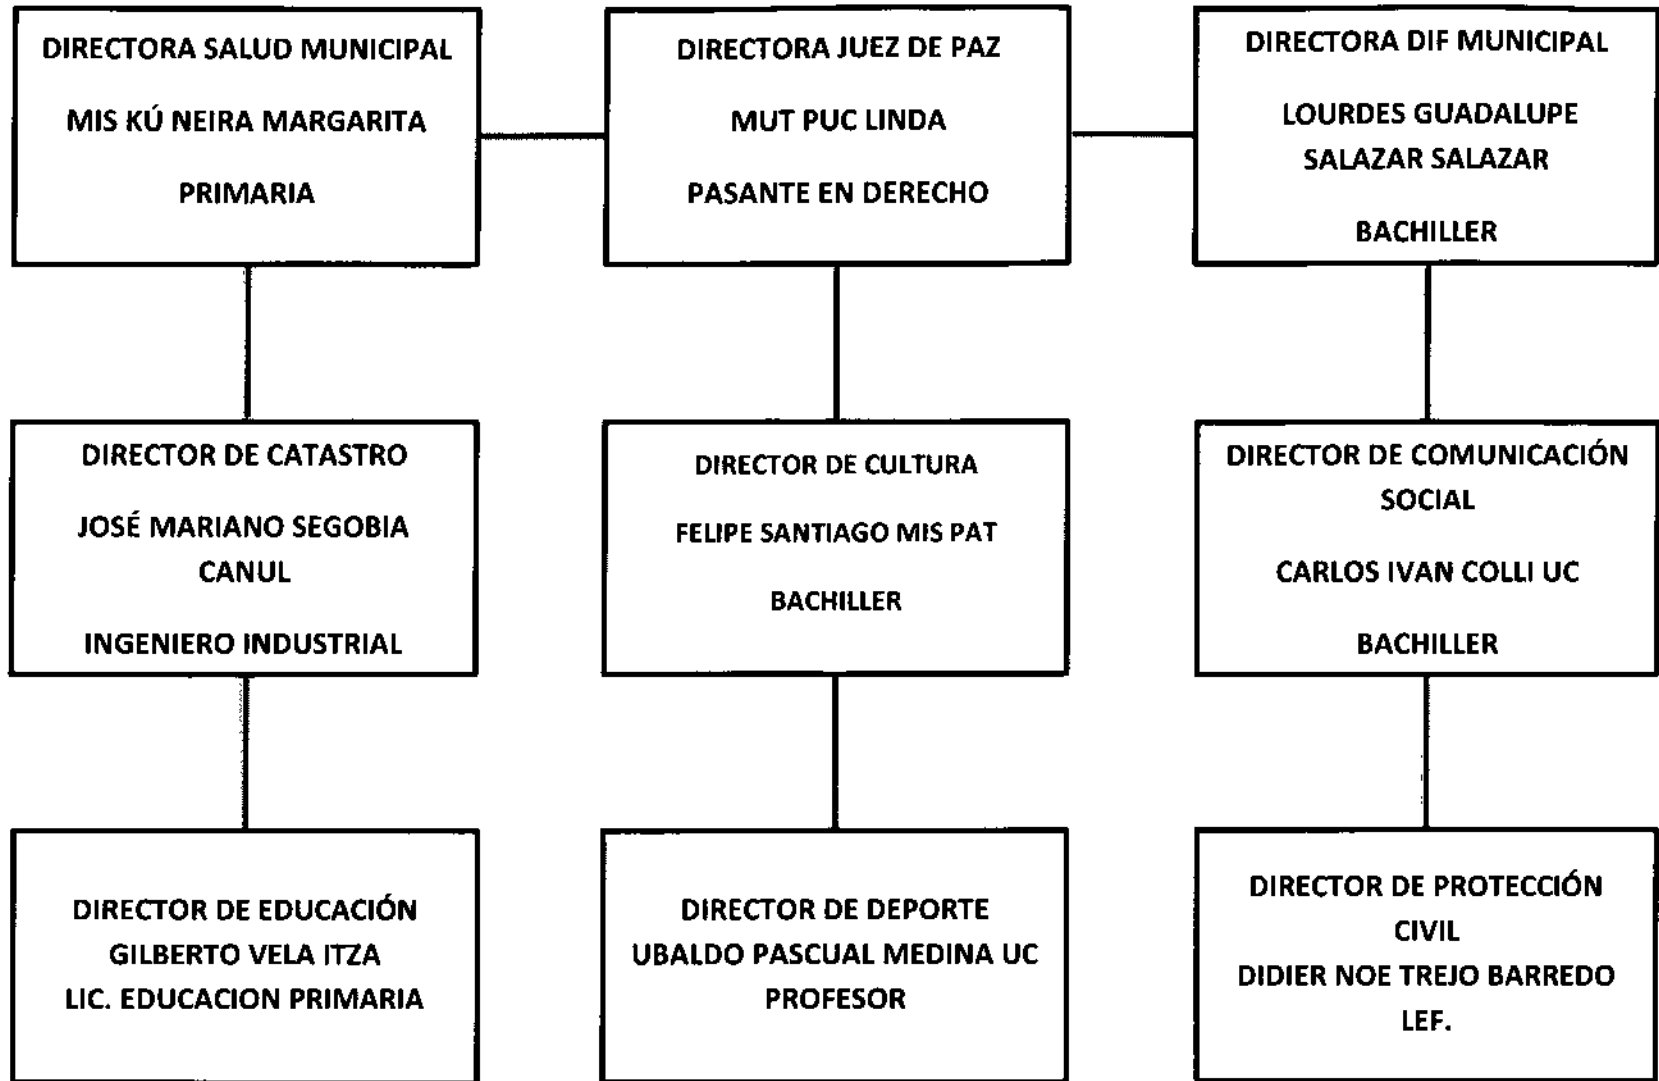 DIRECTORA SALUD MUNICIPAL
MIS KÚ NEIRA MARGARITA
PRIMARIA
DIRECTORA JUEZ DE PAZ
MUT PUC LINDA
PASANTE EN DERECHO
DIRECTORA DIF MUNICIPAL
LOURDES GUADALUPE
SALAZAR SALAZAR
BACHILLER
DIRECTOR DE CATASTRO
JOSÉ MARIANO SEGOBIA
CANUL
INGENIERO INDUSTRIAL
DIRECTOR DE CULTURA
FELIPE SANTIAGO MIS PAT
BACHILLER
DIRECTOR DE COMUNICACIÓN
SOCIAL
CARLOS IVAN COLLI UC
BACHILLER
DIRECTOR DE EDUCACIÓN
GILBERTO VELA ITZA
LIC. EDUCACION PRIMARIA
DIRECTOR DE DEPORTE
UBALDO PASCUAL MEDINA UC
PROFESOR
DIRECTOR DE PROTECCIÓN
CIVIL
DIDIER NOE TREJO BARREDO
LEF.